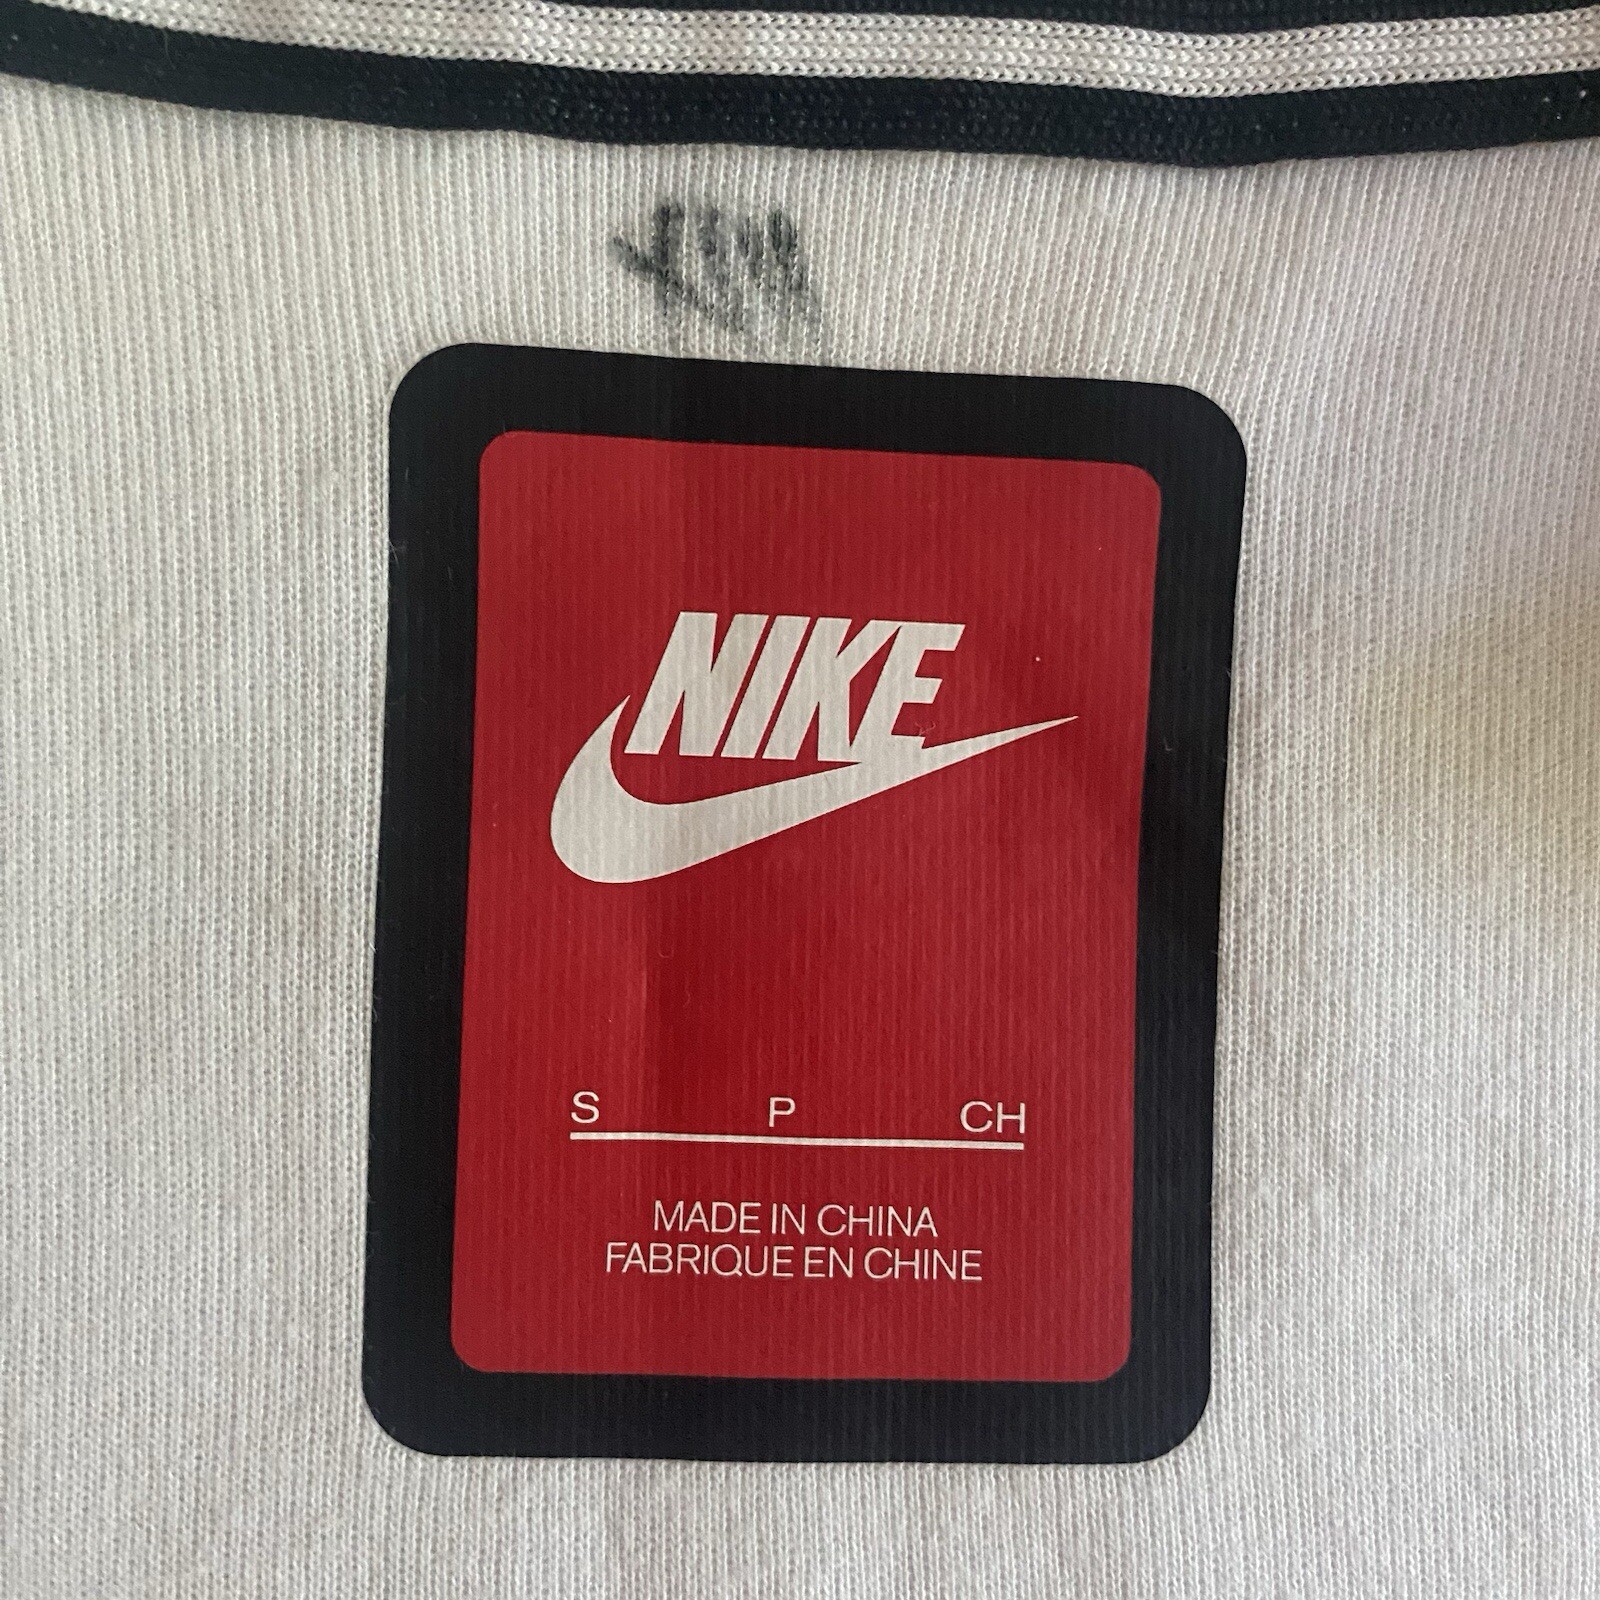 NIKE
S P CH
MADE IN CHINA
FABRIQUE EN CHINE